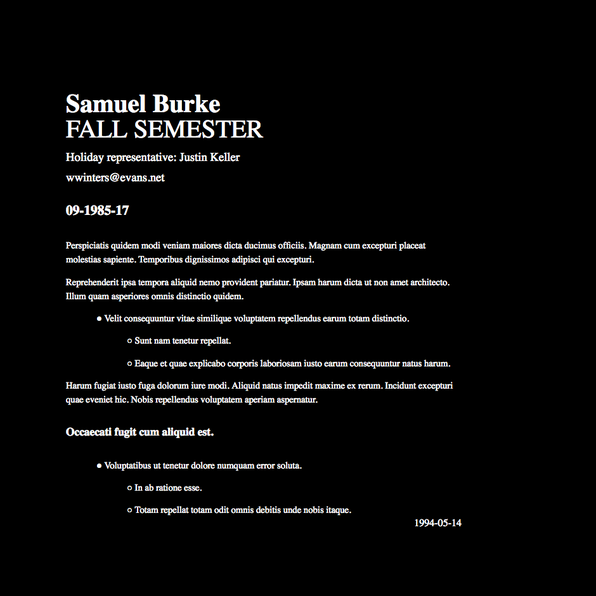 Samuel Burke
FALL SEMESTER
Holiday representative: Justin Keller
wwinters@evans.net
09-1985-17
Perspiciatis quidem modi veniam maiores dicta ducimus officiis. Magnam cum excepturi placeat
molestias sapiente. Temporibus dignissimos adipisci qui excepturi.
Reprehenderit ipsa tempora aliquid nemo provident pariatur. Ipsam harum dicta ut non amet architecto.
Illum quam asperiores omnis distinctio quidem.
Velit consequuntur vitae similique voluptatem repellendus earum totam distinctio.
Sunt nam tenetur repellat.
Eaque et quae explicabo corporis laboriosam iusto earum consequuntur natus harum.
Harum fugiat iusto fuga dolorum iure modi. Aliquid natus impedit maxime ex rerum. Incidunt excepturi
quae eveniet hic. Nobis repellendus voluptatem aperiam aspernatur.
Occaecati fugit cum aliquid est.
Voluptatibus ut tenetur dolore numquam error soluta.
In ab ratione esse.
Totam repellat totam odit omnis debitis unde nobis itaque.
1994-05-14